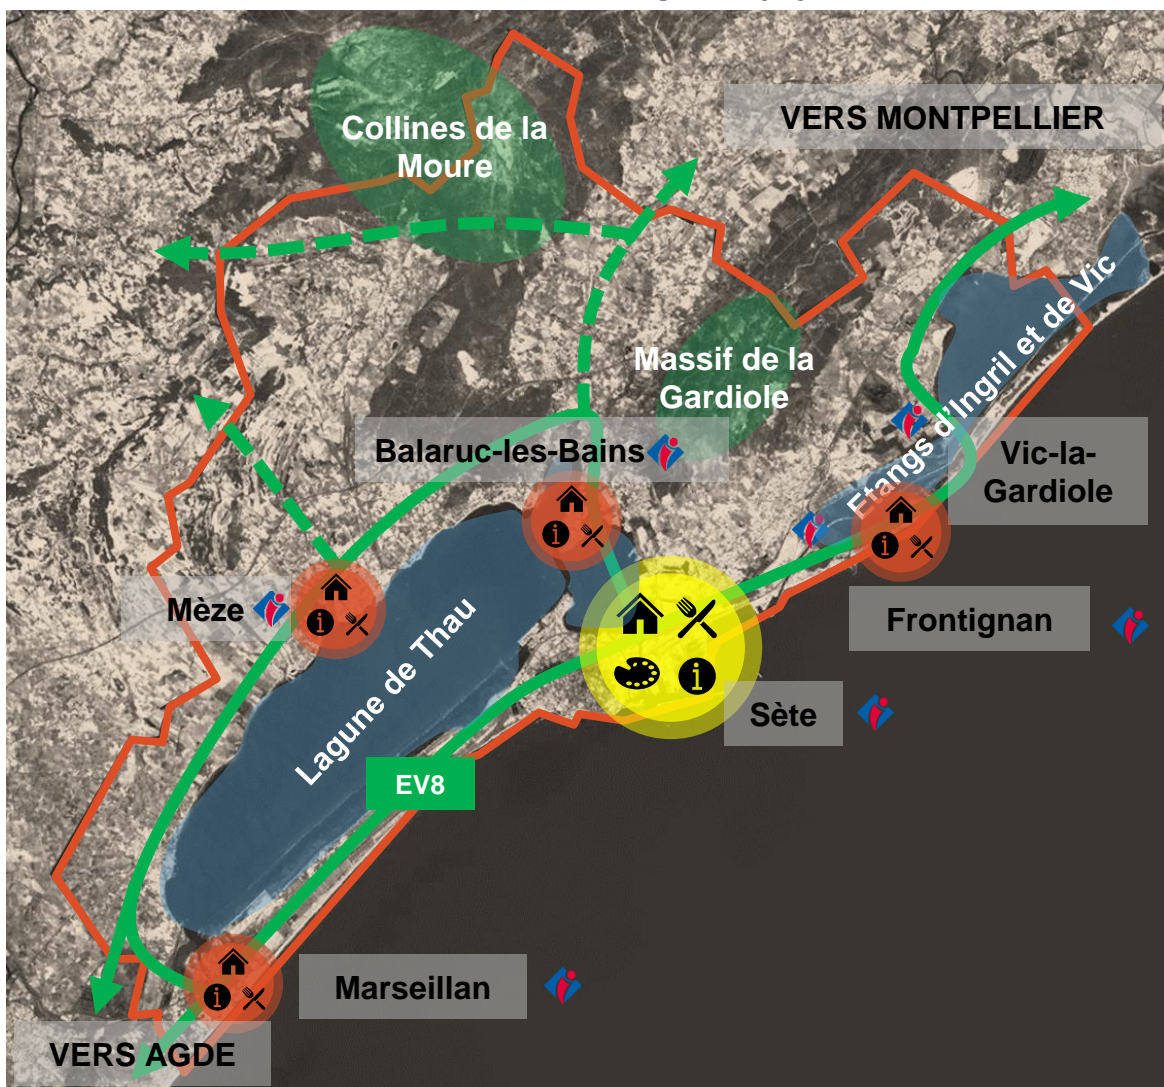 VERS MONTPELLIER
Collines de la
Moure
Massif de la
Gardiole
Etangs d'Ingril et de Vic
Balaruc-les-Bains
Vic-la-
Gardiole
Mèze
Lagune de Thau
Frontignan
Sète
EV8
Marseillan
VERS AGDE